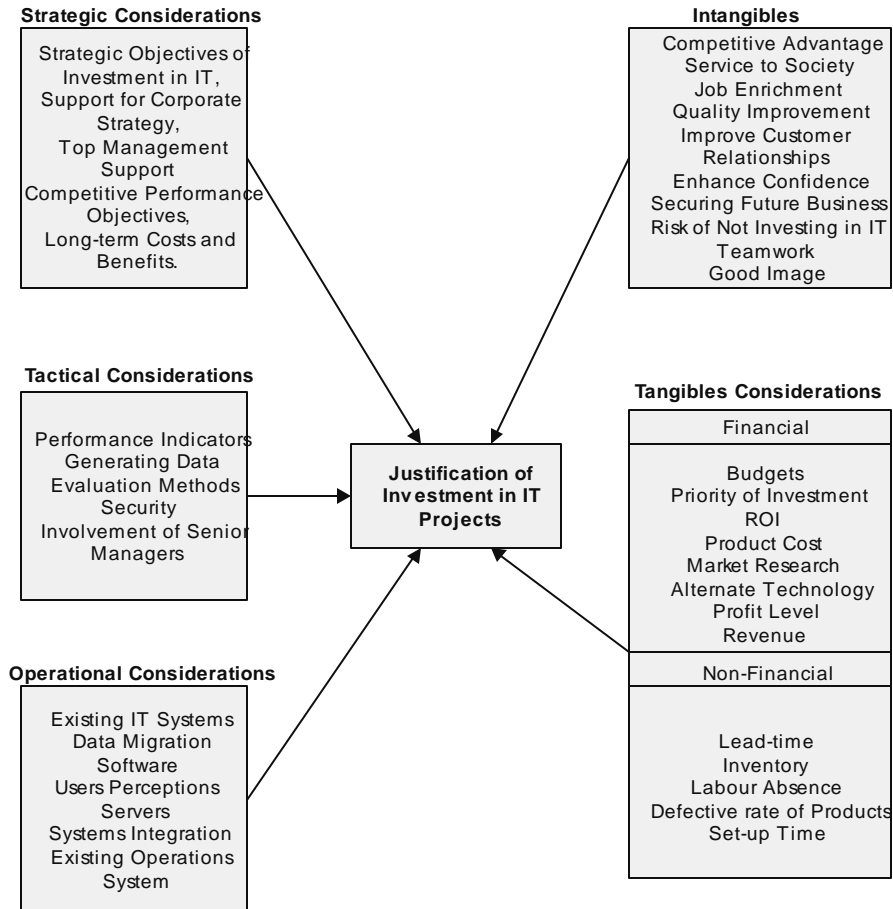 Strategic Considerations
Strategic Objectives of
Investment in IT,
Support for Corporate
Strategy,
Top Management
Support
Competitive Performance
Objectives,
Long-term Costs and
Benefits.
Intangibles
Competitive Advantage
Service to Society
Job Enrichment
Quality Improvement
Improve Customer
Relationships
Enhance Confidence
Securing Future Business
Risk of Not Investing in IT
Teamwork
Good Image
Tactical Considerations
Performance Indicators
Generating Data
Evaluation Methods
Security
Involvement of Senior
Managers
Justification of
Investment in IT
Projects
Tangibles Considerations
Financial
Budgets
Priority of Investment
ROI
Product Cost
Market Research
Alternate Technology
Profit Level
Revenue
Non-Financial
Lead-time
Inventory
Labour Absence
Defective rate of Products
Set-up Time
Operational Considerations
Existing IT Systems
Data Migration
Software
Users Perceptions
Servers
Systems Integration
Existing Operations
System